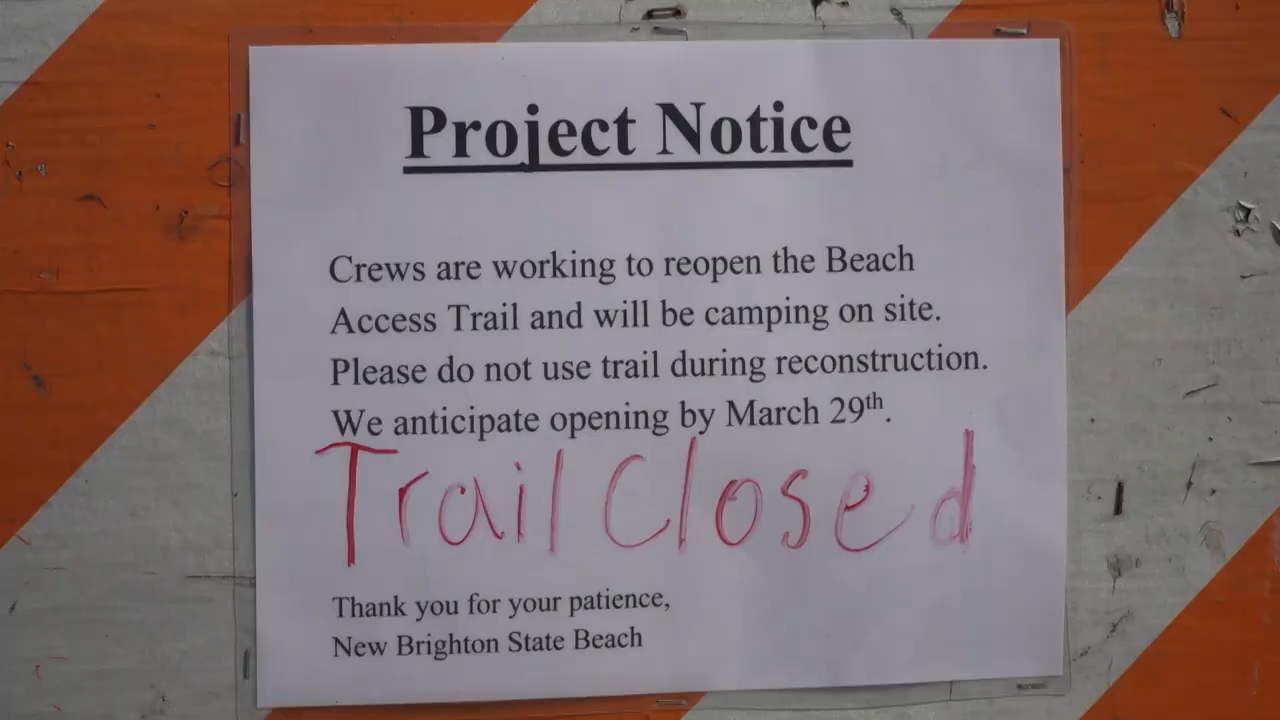 Project Notice
Crews are working to reopen the Beach
Access Trail and will be camping on site.
Please do not use trail during reconstruction.
We anticipate opening by March 29th.
Trail Closed
Thank you for your patience,
New Brighton State Beach